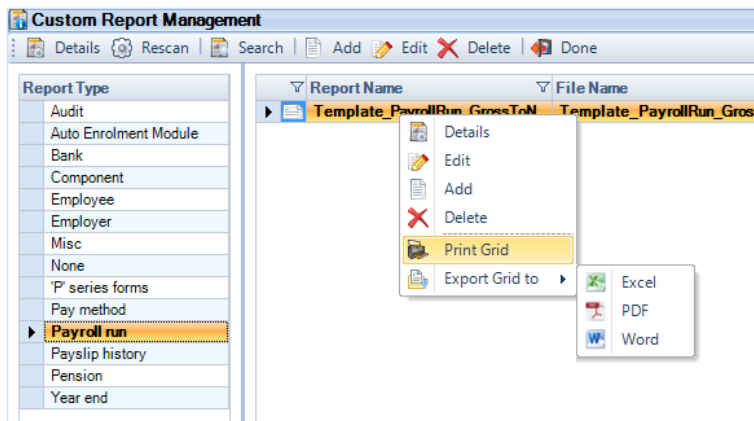 Custom Report Management
Details Rescan Search Add Edit Delete Done
Report Type
Audit
Auto Enrolment Module
Bank
Component
Employee
Employer
Misc
None
'P' series forms
Pay method
Payroll run
Payslip history
Pension
Year end
Report Name File Name
Template_PayrollRun_GrossToN Template_PayrollRun_Gros
Details
Edit
Add
Delete
Print Grid
Export Grid to
Excel
PDF
Word